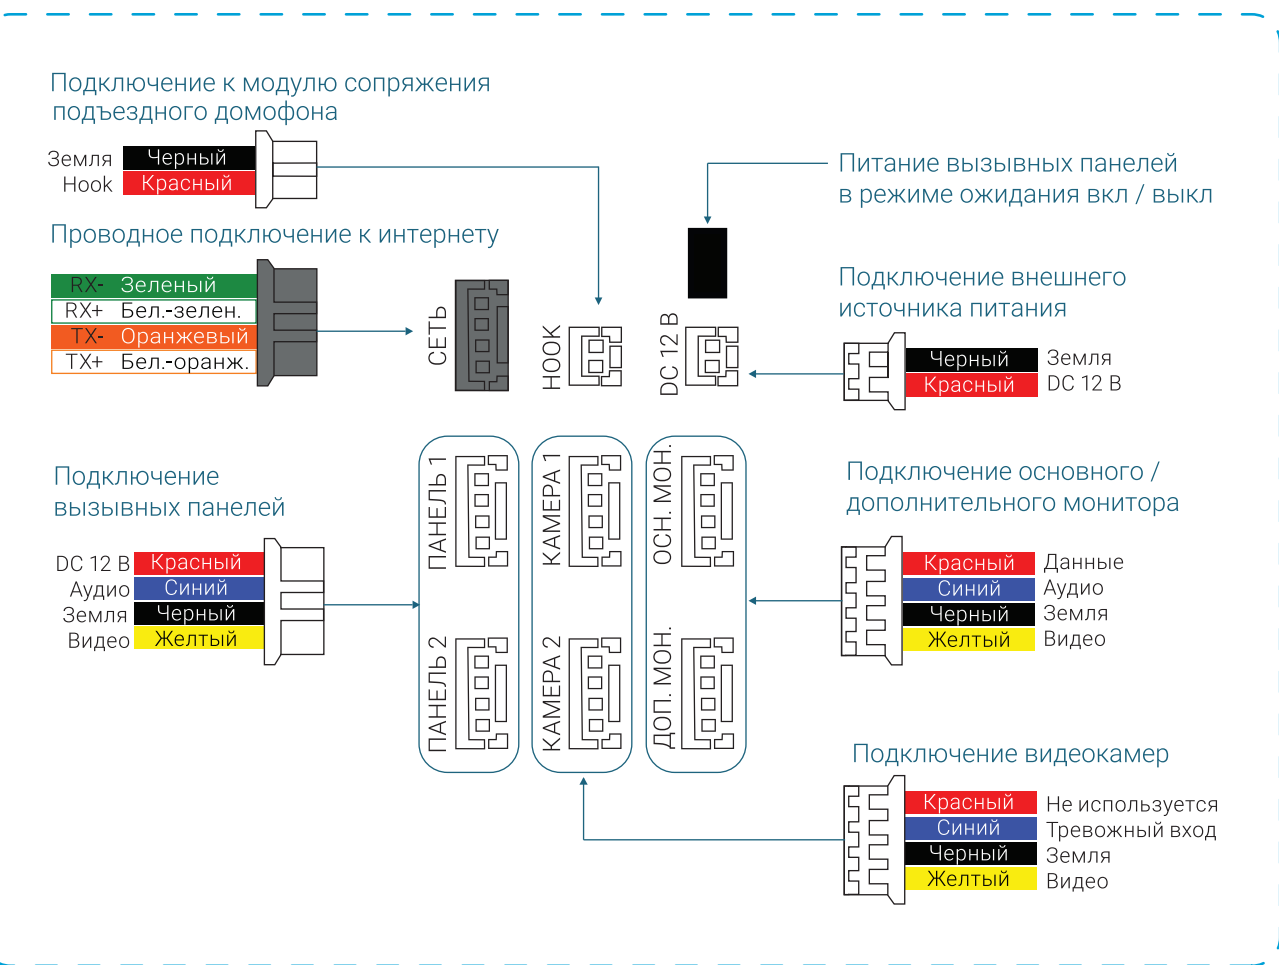 Подключение к модулю сопряжения
подъездного домофона
Земля Черный
Hook Красный
Питание вызывных панелей
в режиме ожидания вкл / выкл
Проводное подключение к интернету
RX- Зеленый
RX+ Бел.-зелен.
TX- Оранжевый
TX+ Бел.-оранж.
СЕТЬ
HOOK
DC 12 В
Подключение внешнего
источника питания
Черный Земля
Красный DC 12 В
Подключение
вызывных панелей
DC 12 В Красный
Аудио Синий
Земля Черный
Видео Желтый
ПАНЕЛЬ 1
КАМЕРА 1
ОСН. МОН.
ПАНЕЛЬ 2
КАМЕРА 2
ДОП. МОН.
Подключение основного /
дополнительного монитора
Красный Данные
Синий Аудио
Черный Земля
Желтый Видео
Подключение видеокамер
Красный Не используется
Синий Тревожный вход
Черный Земля
Желтый Видео